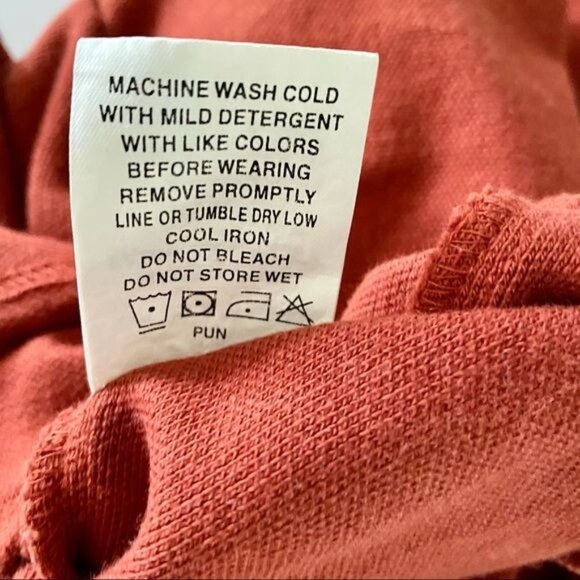 MACHINE WASH COLD
WITH MILD DETERGENT
WITH LIKE COLORS
BEFORE WEARING
REMOVE PROMPTLY
LINE OR TUMBLE DRY LOW
COOL IRON
DO NOT BLEACH
DO NOT STORE WET
PUN